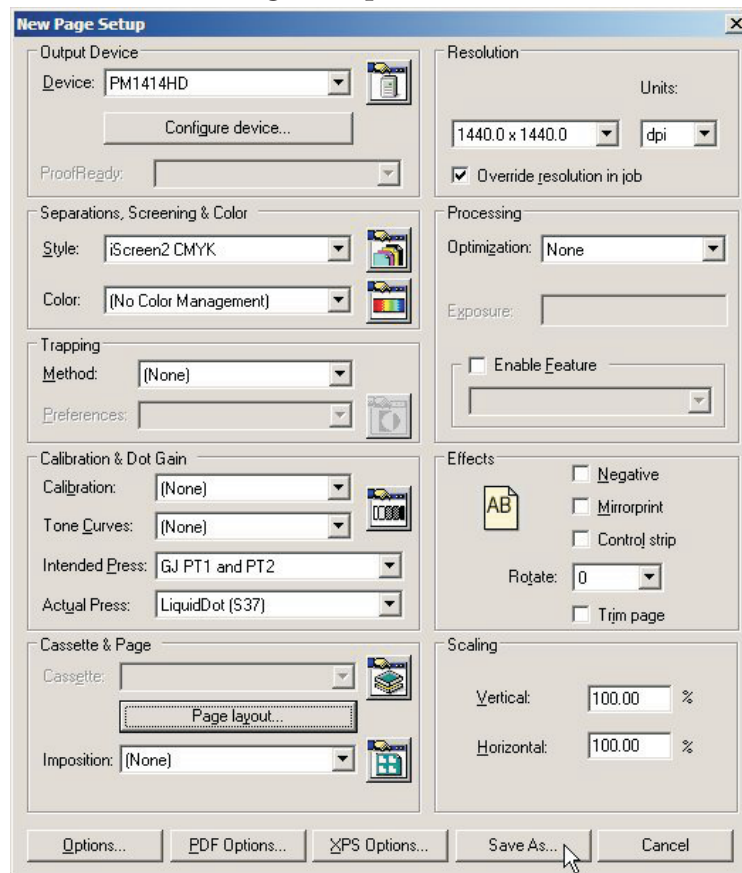 New Page Setup
Output Device
Device: PM1414HD
Configure device...
ProofReady:
Resolution
Units:
1440.0 x 1440.0 dpi
Override resolution in job
Separations, Screening & Color
Style: iScreen2 CMYK
Color: (No Color Management)
Processing
Optimization: None
Exposure:
Enable Feature
Trapping
Method: (None)
Preferences:
Calibration & Dot Gain
Calibration: (None)
Tone Curves: (None)
Intended Press: GJ PT1 and PT2
Actual Press: LiquidDot (S37)
Effects
AB
Negative
Mirrorprint
Control strip
Rotate: 0
Trim page
Cassette & Page
Cassette:
Page layout...
Imposition: (None)
Scaling
Vertical: 100.00 %
Horizontal: 100.00 %
Options... PDF Options... XPS Options... Save As... Cancel